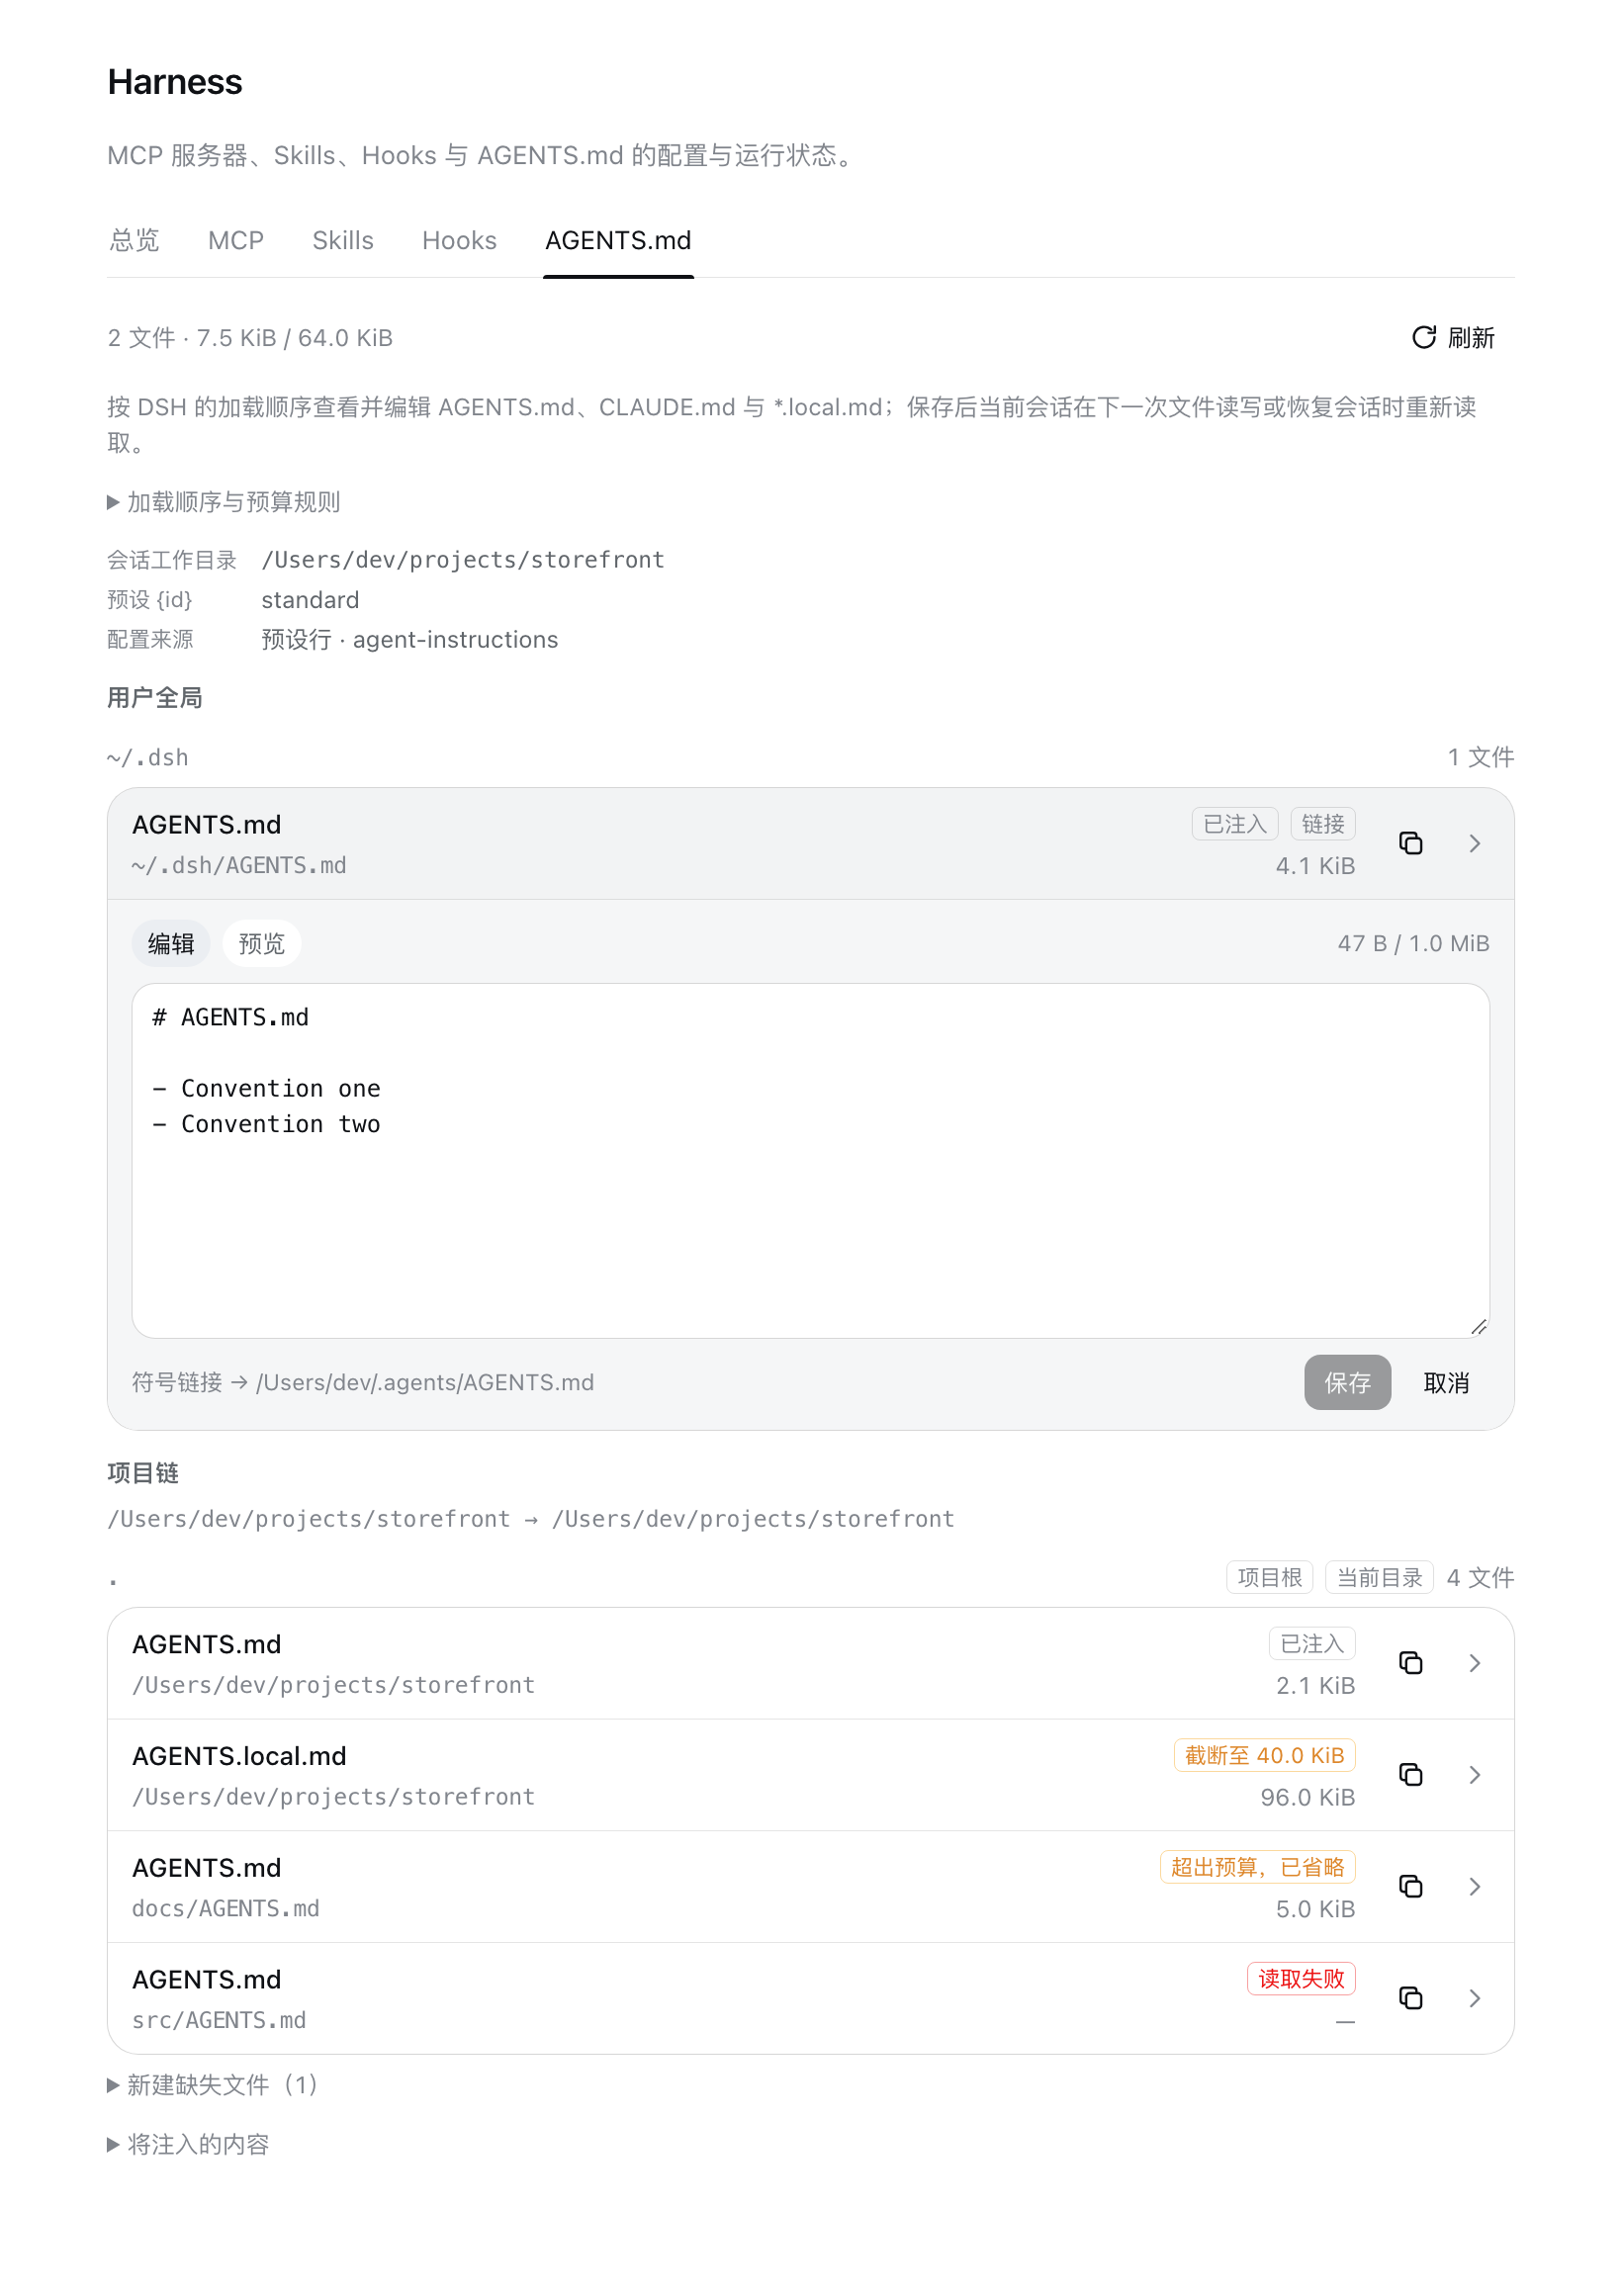 Harness
MCP 服务器、Skills、Hooks 与 AGENTS.md 的配置与运行状态。
总览 MCP Skills Hooks AGENTS.md
2 文件 · 7.5 KiB / 64.0 KiB 刷新
按 DSH 的加载顺序查看并编辑 AGENTS.md、CLAUDE.md 与 *.local.md；保存后当前会话在下一次文件读写或恢复会话时重新读
取。
▶ 加载顺序与预算规则
会话工作目录 /Users/dev/projects/storefront
预设 {id} standard
配置来源 预设行 · agent-instructions
用户全局
~/.dsh 1 文件
AGENTS.md 已注入 链接
~/.dsh/AGENTS.md 4.1 KiB
编辑 预览 47 B / 1.0 MiB
# AGENTS.md
- Convention one
- Convention two
符号链接 → /Users/dev/.agents/AGENTS.md 保存 取消
项目链
/Users/dev/projects/storefront → /Users/dev/projects/storefront
. 项目根 当前目录 4 文件
AGENTS.md 已注入
/Users/dev/projects/storefront 2.1 KiB
AGENTS.local.md 截断至 40.0 KiB
/Users/dev/projects/storefront 96.0 KiB
AGENTS.md 超出预算，已省略
docs/AGENTS.md 5.0 KiB
AGENTS.md 读取失败
src/AGENTS.md —
▶ 新建缺失文件（1）
▶ 将注入的内容